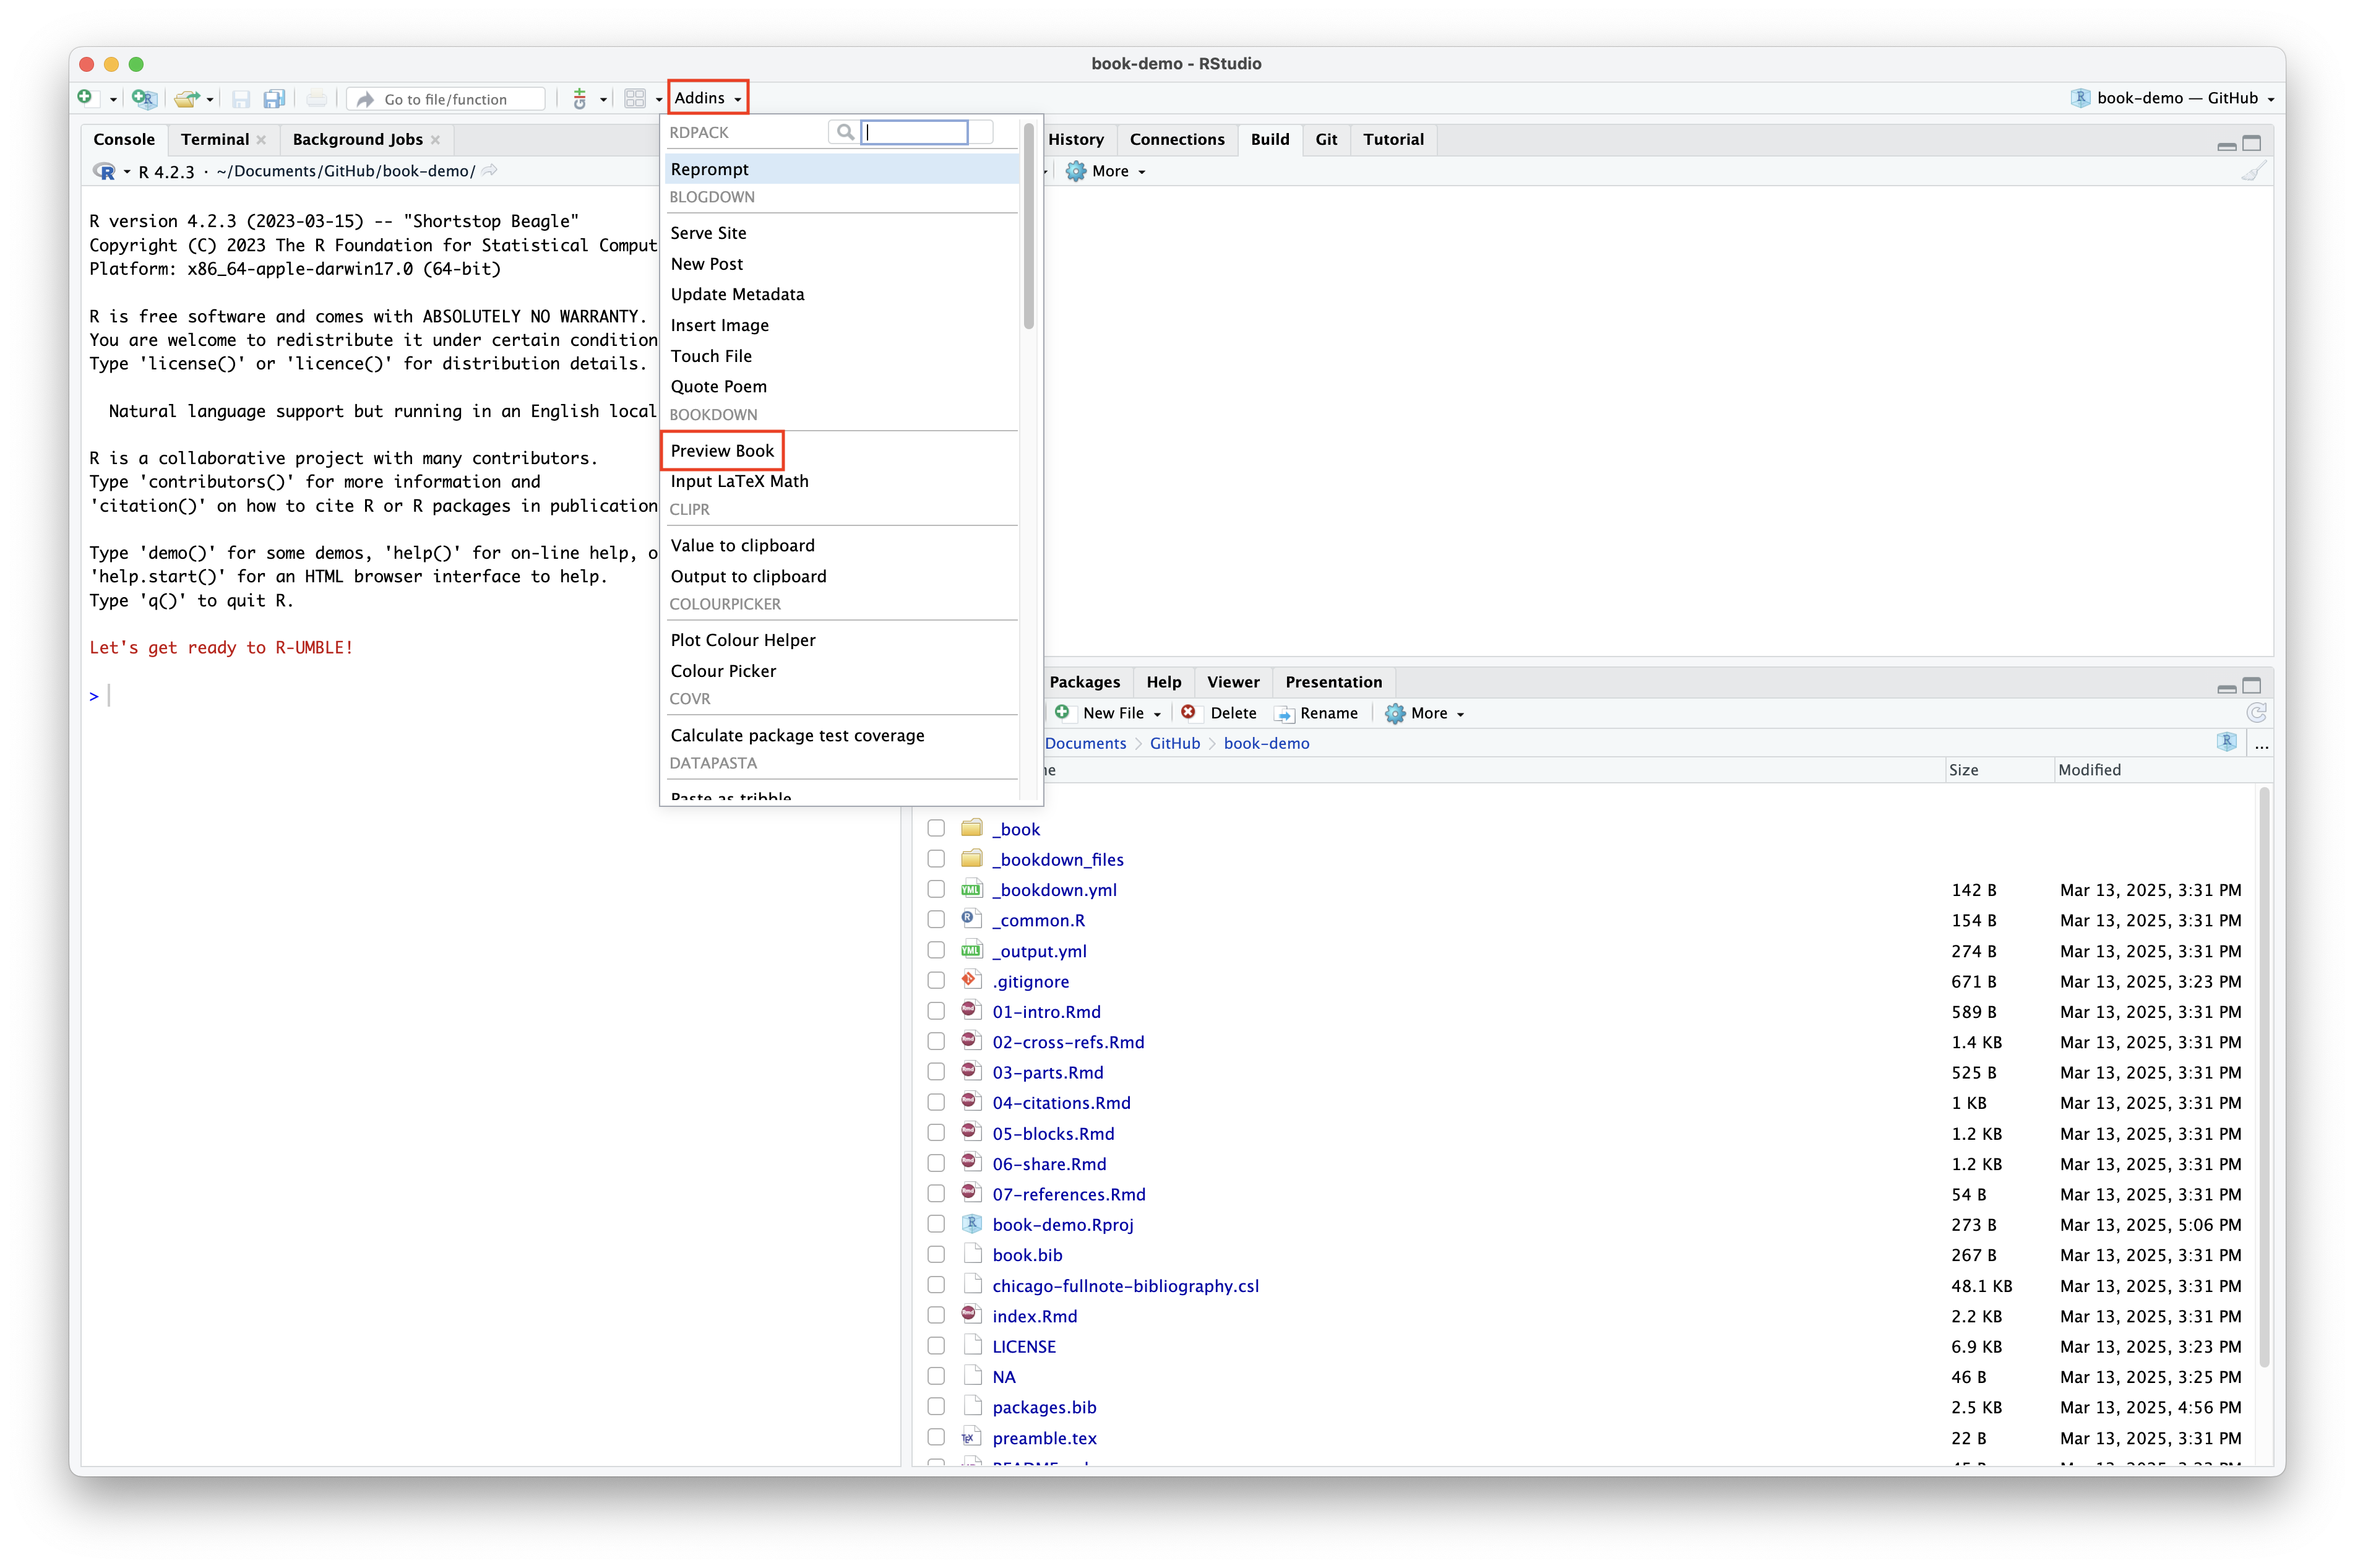 book-demo - RStudio
Go to file/function
Addins
book-demo — GitHub
Console
Terminal
Background Jobs
R 4.2.3 · ~/Documents/GitHub/book-demo/
R version 4.2.3 (2023-03-15) -- "Shortstop Beagle"
Copyright (C) 2023 The R Foundation for Statistical Comput
Platform: x86_64-apple-darwin17.0 (64-bit)
R is free software and comes with ABSOLUTELY NO WARRANTY.
You are welcome to redistribute it under certain condition
Type 'license()' or 'licence()' for distribution details.
Natural language support but running in an English local
R is a collaborative project with many contributors.
Type 'contributors()' for more information and
'citation()' on how to cite R or R packages in publication
Type 'demo()' for some demos, 'help()' for on-line help, o
'help.start()' for an HTML browser interface to help.
Type 'q()' to quit R.
Let's get ready to R-UMBLE!
>
RDPACK
Reprompt
BLOGDOWN
Serve Site
New Post
Update Metadata
Insert Image
Touch File
Quote Poem
BOOKDOWN
Preview Book
Input LaTeX Math
CLIPR
Value to clipboard
Output to clipboard
COLOURPICKER
Plot Colour Helper
Colour Picker
COVR
Calculate package test coverage
DATAPASTA
Paste as tribble
History
Connections
Build
Git
Tutorial
More
Packages
Help
Viewer
Presentation
New File
Delete
Rename
More
Documents > GitHub > book-demo
...
Size
Modified
_book
_bookdown_files
_bookdown.yml 142 B Mar 13, 2025, 3:31 PM
_common.R 154 B Mar 13, 2025, 3:31 PM
_output.yml 274 B Mar 13, 2025, 3:31 PM
.gitignore 671 B Mar 13, 2025, 3:23 PM
01-intro.Rmd 589 B Mar 13, 2025, 3:31 PM
02-cross-refs.Rmd 1.4 KB Mar 13, 2025, 3:31 PM
03-parts.Rmd 525 B Mar 13, 2025, 3:31 PM
04-citations.Rmd 1 KB Mar 13, 2025, 3:31 PM
05-blocks.Rmd 1.2 KB Mar 13, 2025, 3:31 PM
06-share.Rmd 1.2 KB Mar 13, 2025, 3:31 PM
07-references.Rmd 54 B Mar 13, 2025, 3:31 PM
book-demo.Rproj 273 B Mar 13, 2025, 5:06 PM
book.bib 267 B Mar 13, 2025, 3:31 PM
chicago-fullnote-bibliography.csl 48.1 KB Mar 13, 2025, 3:31 PM
index.Rmd 2.2 KB Mar 13, 2025, 3:31 PM
LICENSE 6.9 KB Mar 13, 2025, 3:23 PM
NA 46 B Mar 13, 2025, 3:25 PM
packages.bib 2.5 KB Mar 13, 2025, 4:56 PM
preamble.tex 22 B Mar 13, 2025, 3:31 PM